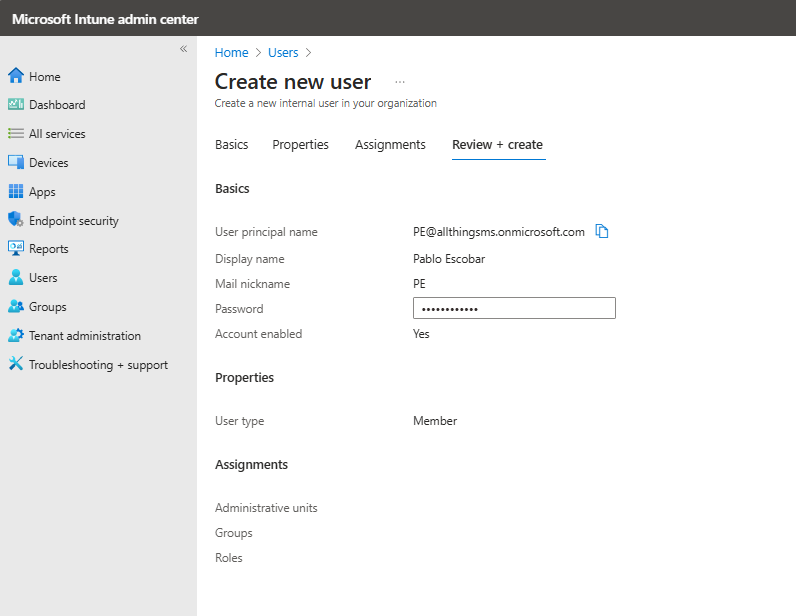 Microsoft Intune admin center
«
Home
Dashboard
All services
Devices
Apps
Endpoint security
Reports
Users
Groups
Tenant administration
Troubleshooting + support
Home > Users >
Create new user ...
Create a new internal user in your organization
Basics Properties Assignments Review + create
Basics
User principal name PE@allthingsms.onmicrosoft.com
Display name Pablo Escobar
Mail nickname PE
Password ••••••••••••
Account enabled Yes
Properties
User type Member
Assignments
Administrative units
Groups
Roles